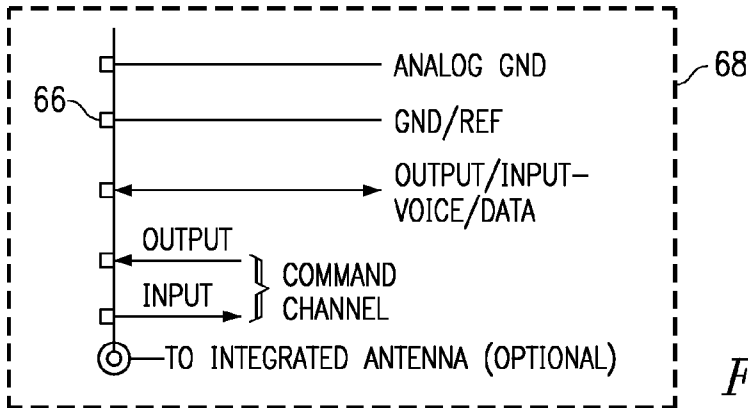 ANALOG GND
68
66
GND/REF
OUTPUT/INPUT–
VOICE/DATA
OUTPUT
COMMAND
INPUT
CHANNEL
TO INTEGRATED ANTENNA (OPTIONAL)